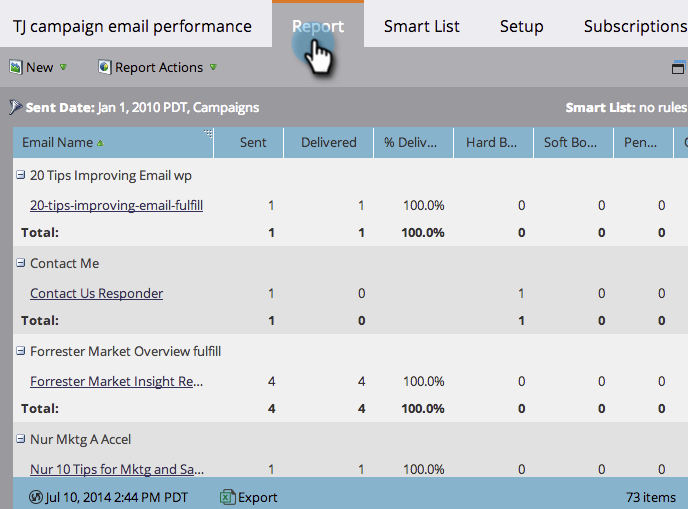 TJ campaign email performance Report Smart List Setup Subscriptions
New Report Actions
Sent Date: Jan 1, 2010 PDT, Campaigns Smart List: no rules
Email Name Sent Delivered % Deliv... Hard B... Soft Bo... Pen...
20 Tips Improving Email wp
20-tips-improving-email-fulfill 1 1 100.0% 0 0 0
Total: 1 1 100.0% 0 0 0
Contact Me
Contact Us Responder 1 0 1 0 0
Total: 1 0 1 0 0
Forrester Market Overview fulfill
Forrester Market Insight Re... 4 4 100.0% 0 0 0
Total: 4 4 100.0% 0 0 0
Nur Mktg A Accel
Nur 10 Tips for Mktg and Sa... 1 1 100.0% 0 0 0
Jul 10, 2014 2:44 PM PDT Export 73 items